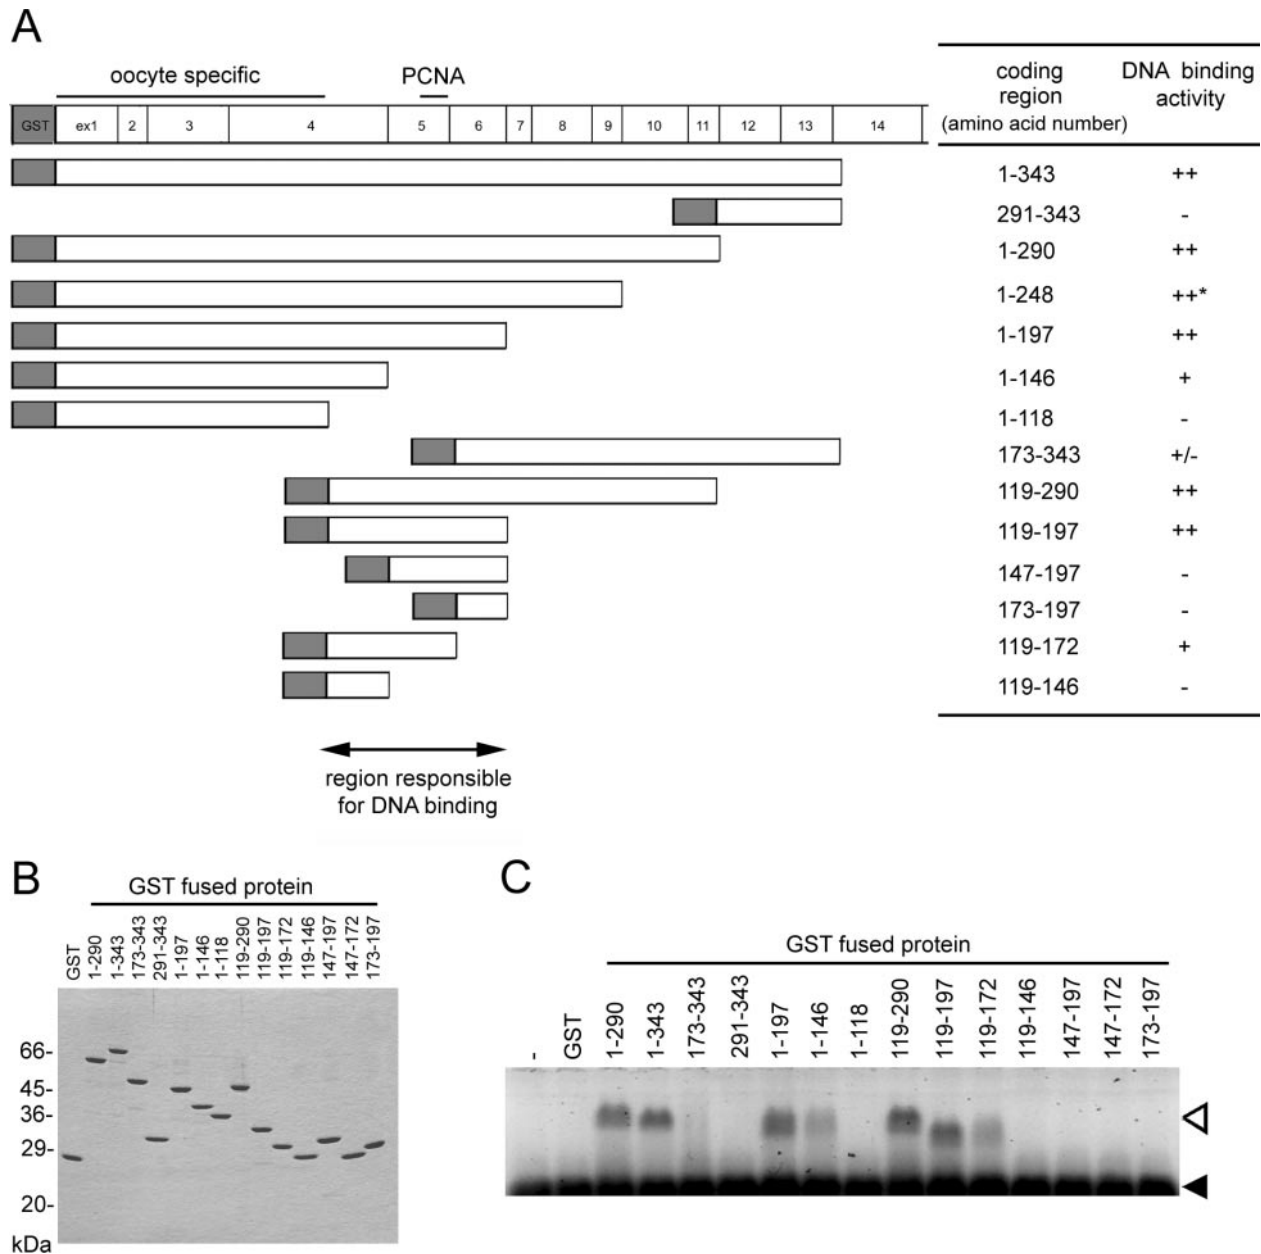 A
oocyte specific PCNA
GST ex1 2 3 4 5 6 7 8 9 10 11 12 13 14
coding region (amino acid number) DNA binding activity
1-343 ++
291-343 -
1-290 ++
1-248 ++*
1-197 ++
1-146 +
1-118 -
173-343 +/-
119-290 ++
119-197 ++
147-197 -
173-197 -
119-172 +
119-146 -
region responsible
for DNA binding
B
GST fused protein
GST 1-290 1-343 173-343 291-343 1-197 1-146 1-118 119-290 119-197 119-172 119-146 147-197 147-172 173-197
66-
45-
36-
29-
20-
kDa
C
GST fused protein
- GST 1-290 1-343 173-343 291-343 1-197 1-146 1-118 119-290 119-197 119-172 119-146 147-197 147-172 173-197